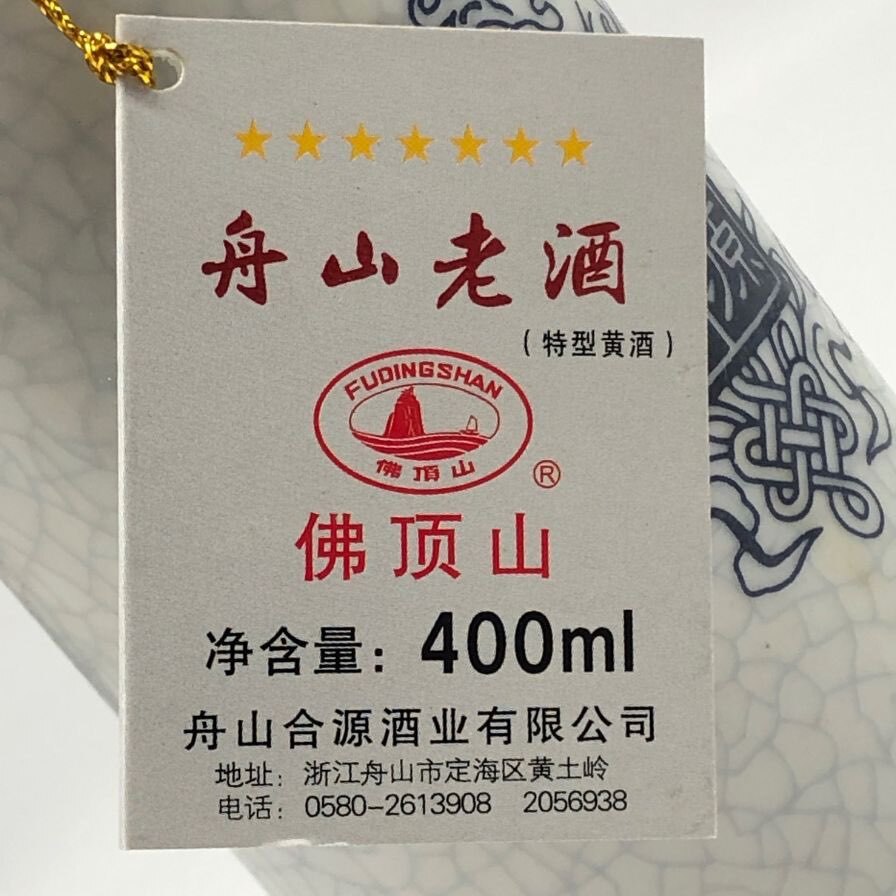 舟山老酒
(特型黄酒)
FUDINGSHAN
佛頂山
®
佛顶山
净含量：400ml
舟山合源酒业有限公司
地址：浙江舟山市定海区黄土岭
电话：0580-2613908 2056938